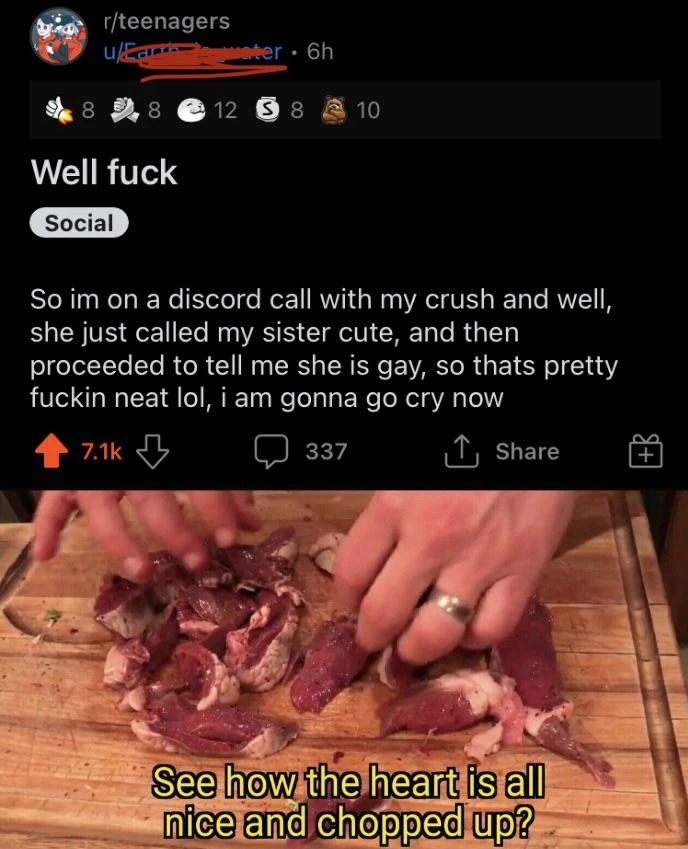 r/teenagers
• 6h
8 8 12 S 8 10
Well fuck
Social
So im on a discord call with my crush and well,
she just called my sister cute, and then
proceeded to tell me she is gay, so thats pretty
fuckin neat lol, i am gonna go cry now
7.1k 337 Share
See how the heart is all
nice and chopped up?